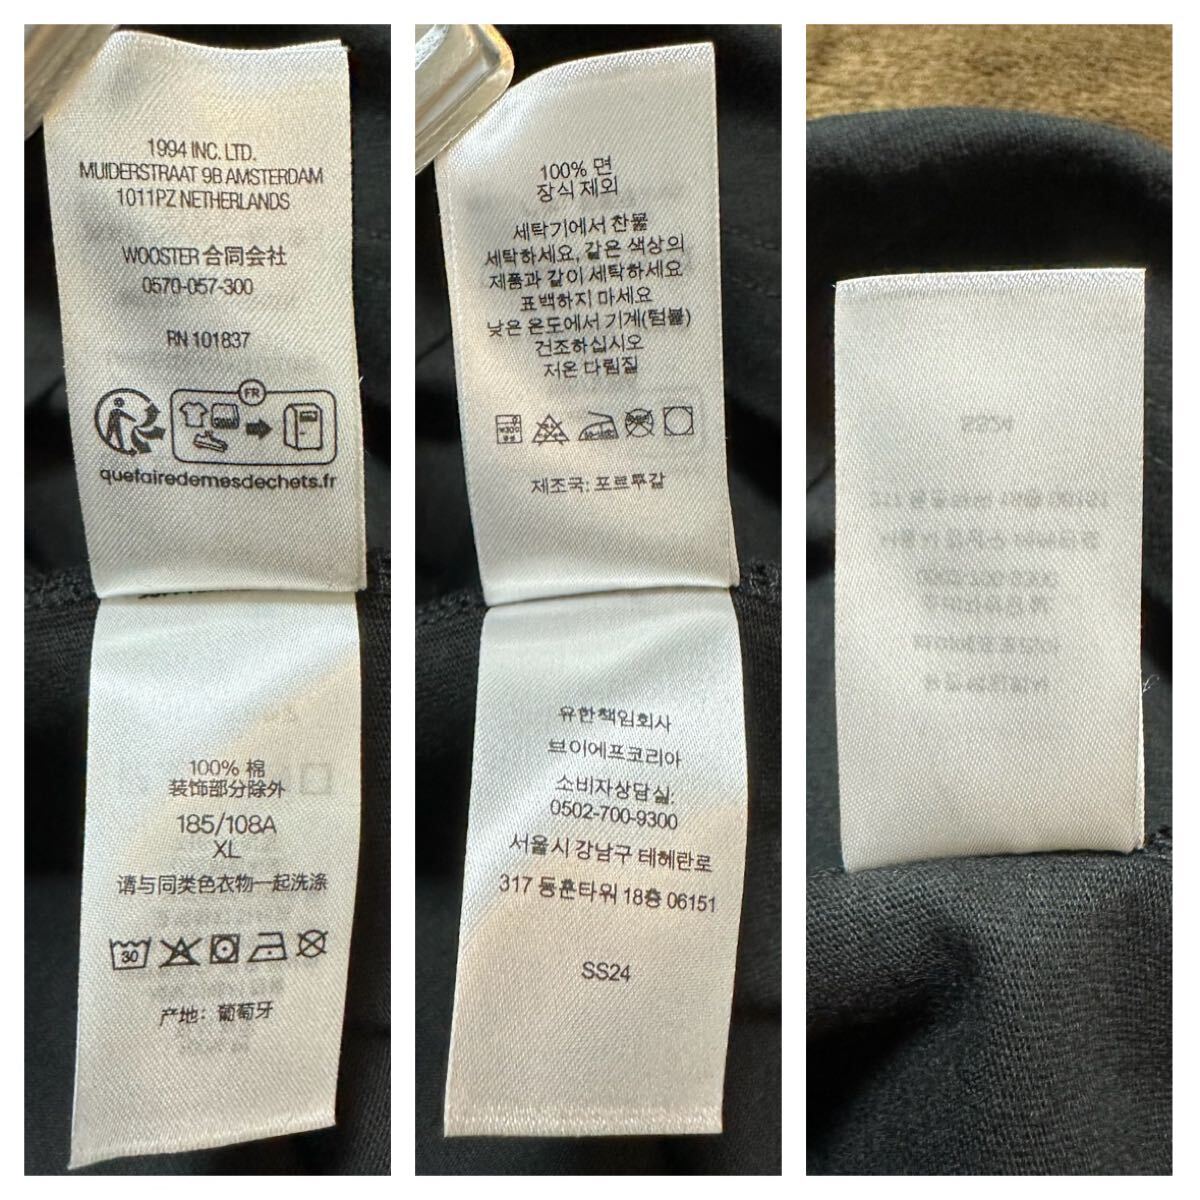 1994 INC. LTD.
MUIDERSTRAAT 9B AMSTERDAM
1011PZ NETHERLANDS
WOOSTER 合同会社
0570-057-300
RN 101837
FR
quefairedemesdechets.fr
100% 棉
装饰部分除外
185/108A
XL
请与同类色衣物一起洗涤
30
产地：葡萄牙
100% 면
장식 제외
세탁기에서 찬물
세탁하세요, 같은 색상의
제품과 같이 세탁하세요
표백하지 마세요
낮은 온도에서 기계(텀블)
건조하십시오
저온 다림질
제조국: 포르투갈
유한책임회사
브이에프코리아
소비자상담실:
0502-700-9300
서울시 강남구 테헤란로
317 동훈타워 18층 06151
SS24
SS24